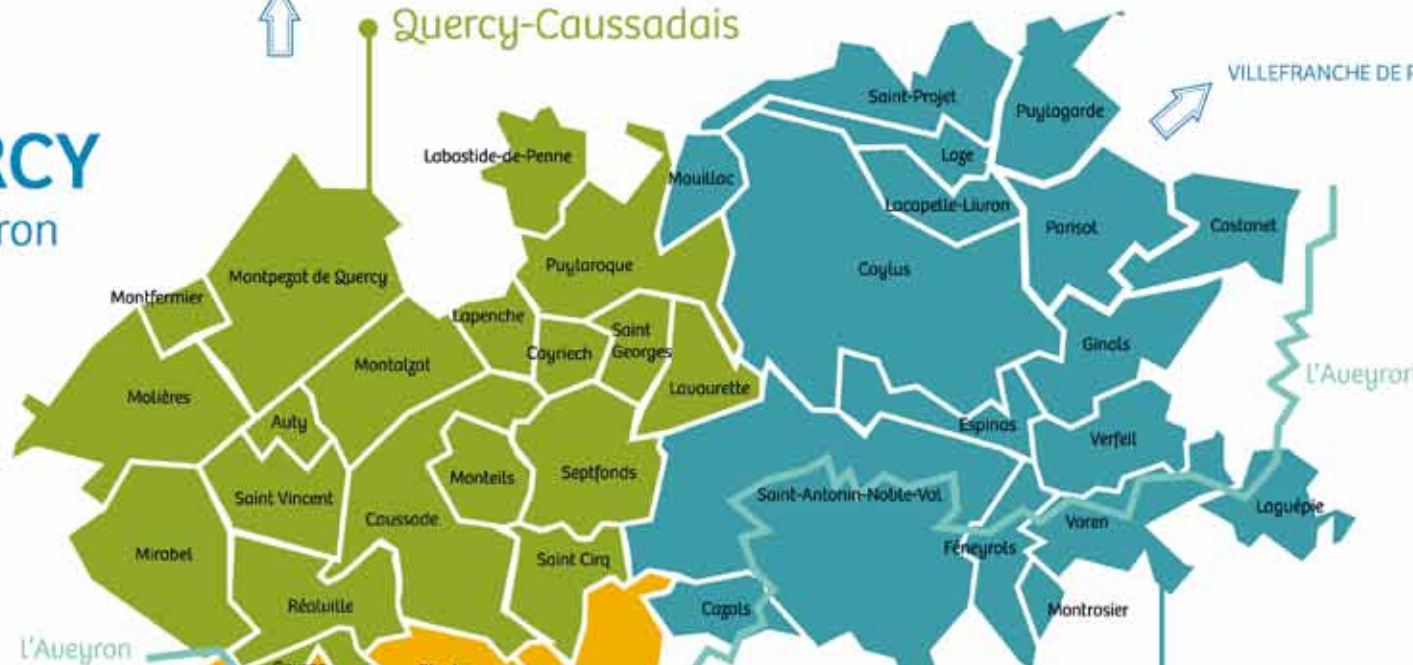 Quercy-Caussadais
VILLEFRANCHE DE
RCY
ron
Saint-Projet
Puylagarde
Labastide-de-Penne
Loze
Mouillac
Lacapelle-Livron
Parisot
Castanet
Puylaroque
Caylus
Montpezat de Quercy
Montfermier
Lapenche
Cayriech
Saint
Georges
Ginals
Montalzat
L'Aveyron
Molières
Lavaurette
Auty
Espinas
Verfeil
Monteils
Septfonds
Saint Vincent
Saint-Antonin-Noble-Val
Laguépie
Caussade
Varen
Mirabel
Féneyrols
Saint Cirq
Réalville
Cazals
Montrosier
L'Aveyron